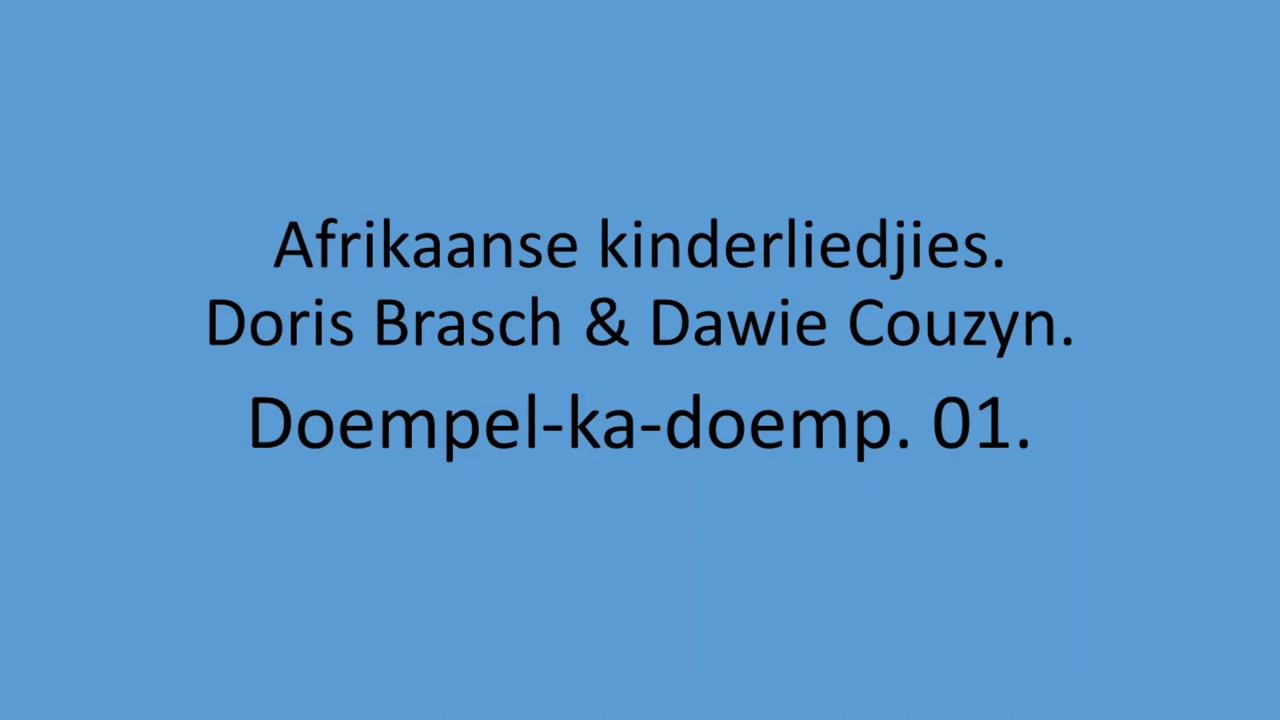 Afrikaanse kinderliedjies.
Doris Brasch & Dawie Couzyn.
Doempel-ka-doemp. 01.